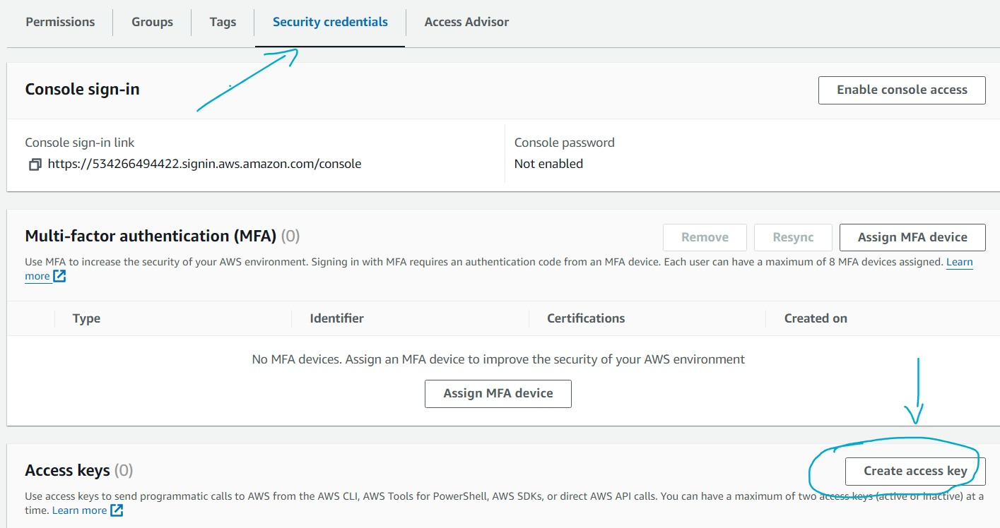 Permissions Groups Tags Security credentials Access Advisor
Console sign-in
Enable console access
Console sign-in link
https://534266494422.signin.aws.amazon.com/console
Console password
Not enabled
Multi-factor authentication (MFA) (0)
Remove Resync Assign MFA device
Use MFA to increase the security of your AWS environment. Signing in with MFA requires an authentication code from an MFA device. Each user can have a maximum of 8 MFA devices assigned. Learn
more
Type Identifier Certifications Created on
No MFA devices. Assign an MFA device to improve the security of your AWS environment
Assign MFA device
Access keys (0)
Create access key
Use access keys to send programmatic calls to AWS from the AWS CLI, AWS Tools for PowerShell, AWS SDKs, or direct AWS API calls. You can have a maximum of two access keys (active or inactive) at a
time. Learn more